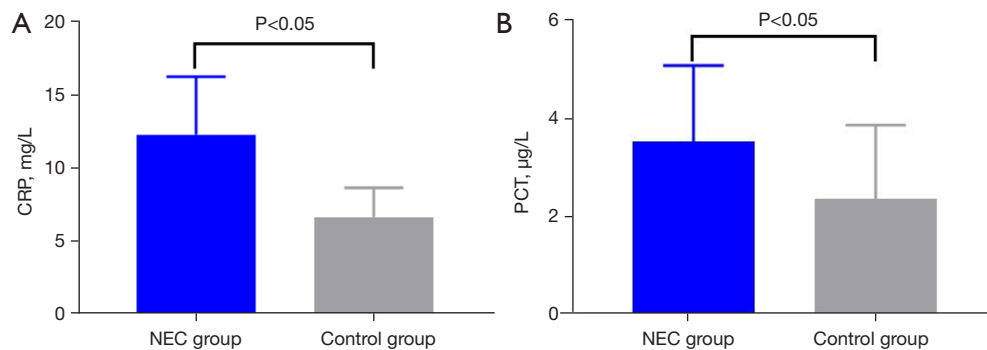 A
P<0.05
CRP, mg/L
20
15
10
5
0
NEC group
Control group
B
P<0.05
PCT, μg/L
6
4
2
0
NEC group
Control group